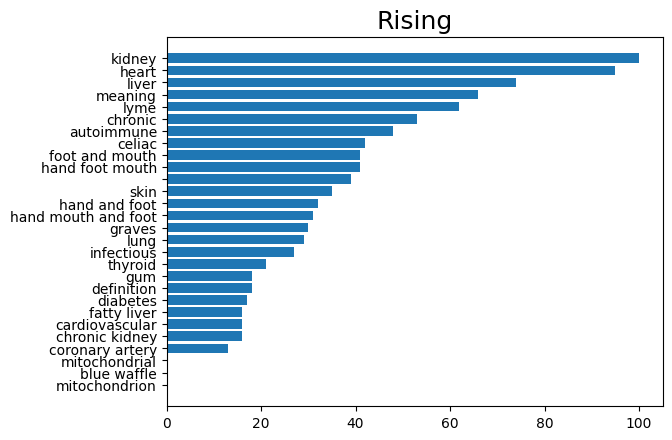 Rising
kidney
heart
liver
meaning
lyme
chronic
autoimmune
celiac
foot and mouth
hand foot mouth
skin
hand and foot
hand mouth and foot
graves
lung
infectious
thyroid
gum
definition
diabetes
fatty liver
cardiovascular
chronic kidney
coronary artery
mitochondrial
blue waffle
mitochondrion
0 20 40 60 80 100